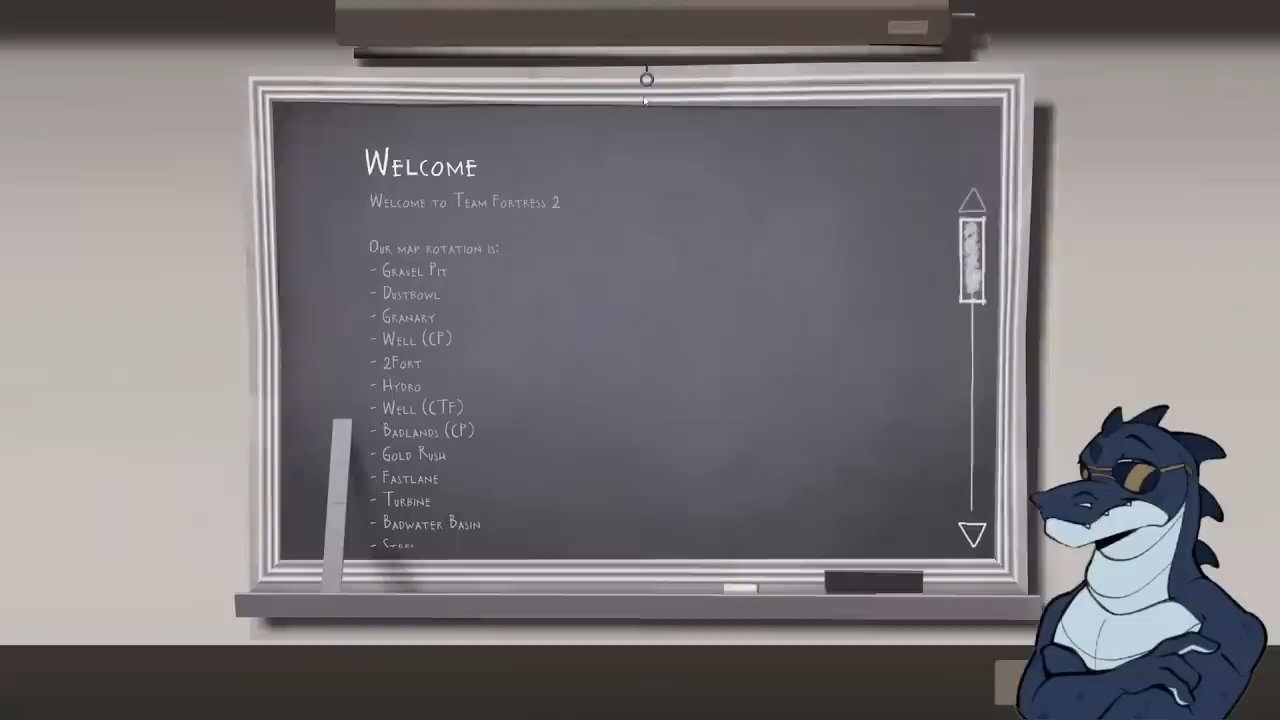 Welcome
Welcome to Team Fortress 2
Our map rotation is:
- Gravel Pit
- Dustbowl
- Granary
- Well (CP)
- 2Fort
- Hydro
- Well (CTF)
- Badlands (CP)
- Gold Rush
- Fastlane
- Turbine
- Badwater Basin